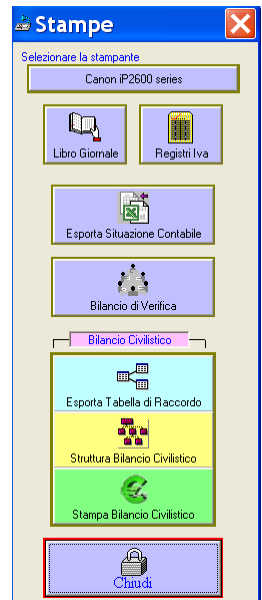 Stampe
Selezionare la stampante
Canon iP2600 series
Libro Giornale
Registri Iva
Esporta Situazione Contabile
Bilancio di Verifica
Bilancio Civilistico
Esporta Tabella di Raccordo
Struttura Bilancio Civilistico
Stampa Bilancio Civilistico
Chiudi